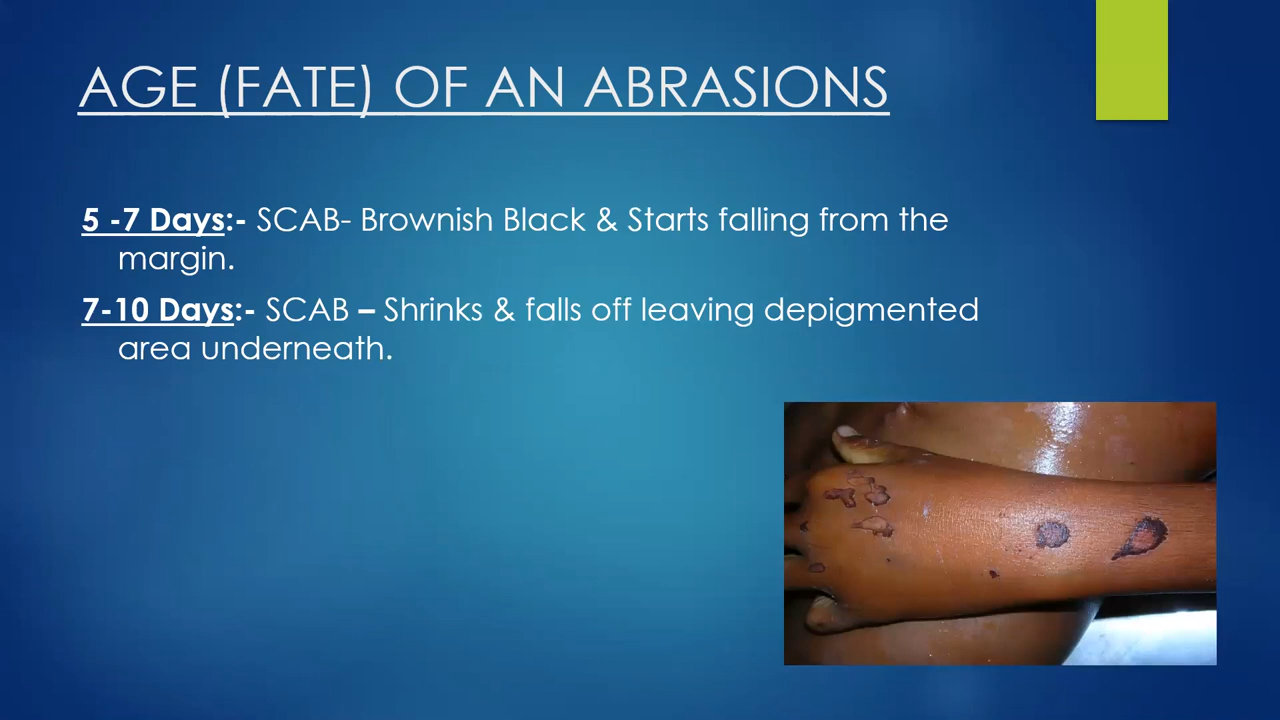 AGE (FATE) OF AN ABRASIONS
5 -7 Days:- SCAB- Brownish Black & Starts falling from the
margin.
7-10 Days:- SCAB – Shrinks & falls off leaving depigmented
area underneath.